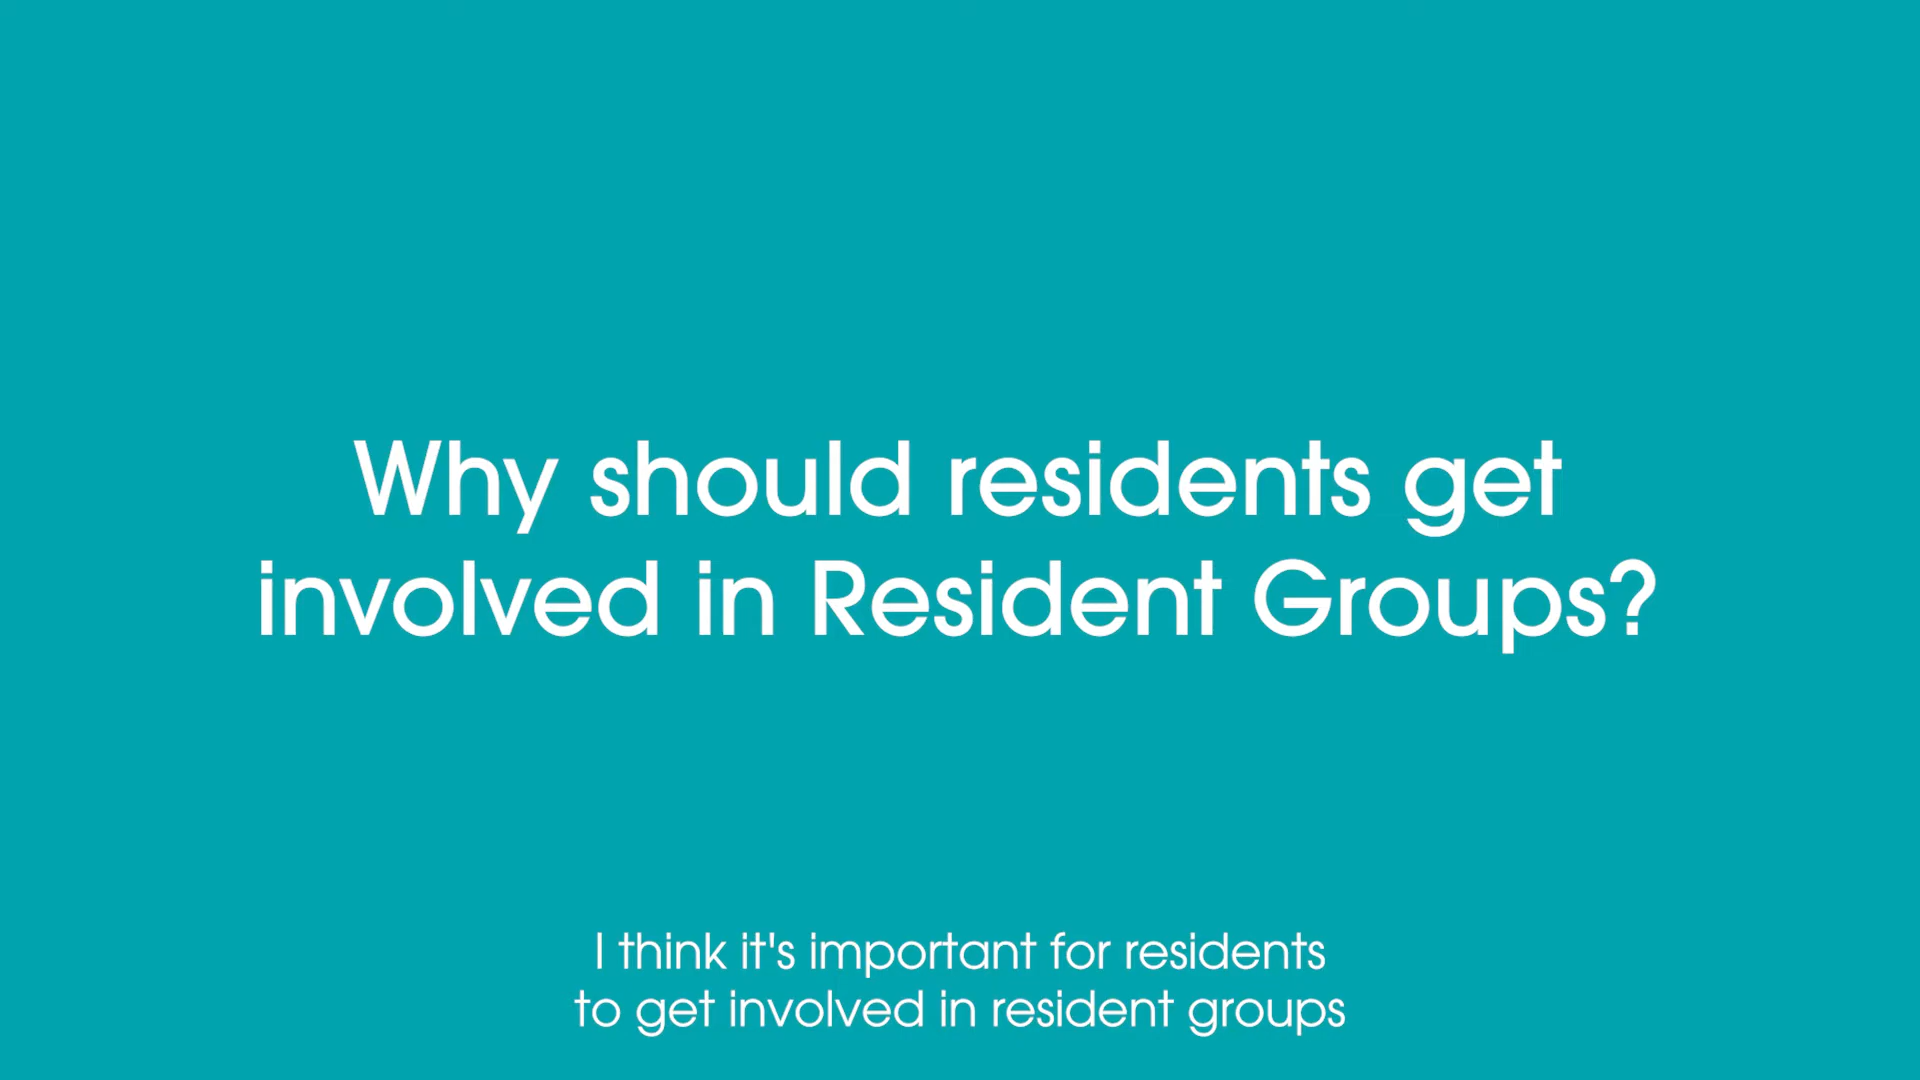 Why should residents get
involved in Resident Groups?
I think it's important for residents
to get involved in resident groups